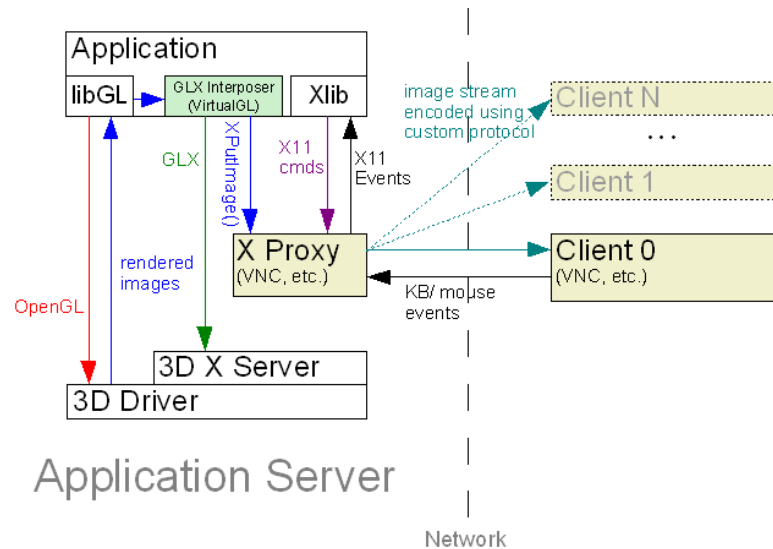 Application
libGL
GLX Interposer
(VirtualGL)
Xlib
image stream
encoded using
custom protocol
Client N
...
Client 1
GLX
XPutImage()
X11
cmds
X11
Events
X Proxy
(VNC, etc.)
Client 0
(VNC, etc.)
rendered
images
KB/ mouse
events
OpenGL
3D X Server
3D Driver
Application Server
Network